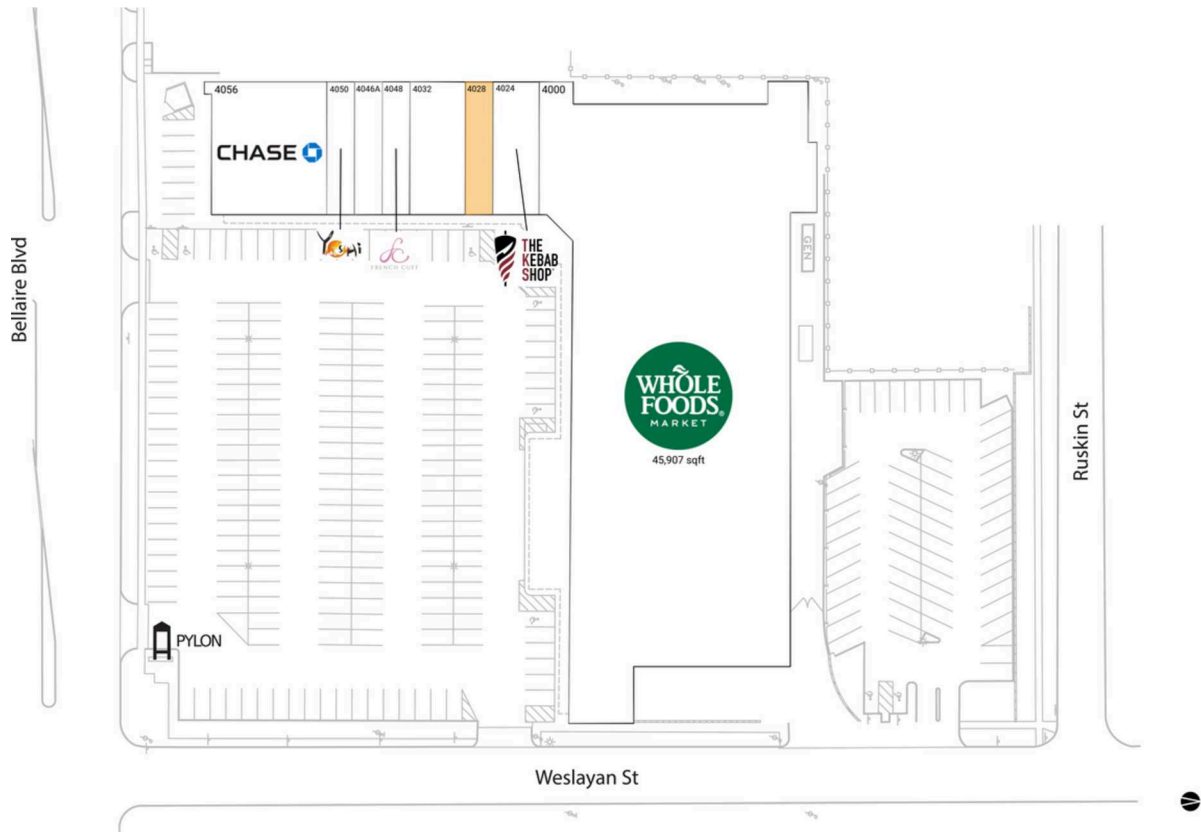 4056
4050
4046A
4048
4032
4028
4024
4000
CHASE
YOSHI
FRENCH CUFF
THE
KEBAB
SHOP
GEN
Bellaire Blvd
WHOLE
FOODS
MARKET
45,907 sqft
Ruskin St
PYLON
Weslayan St